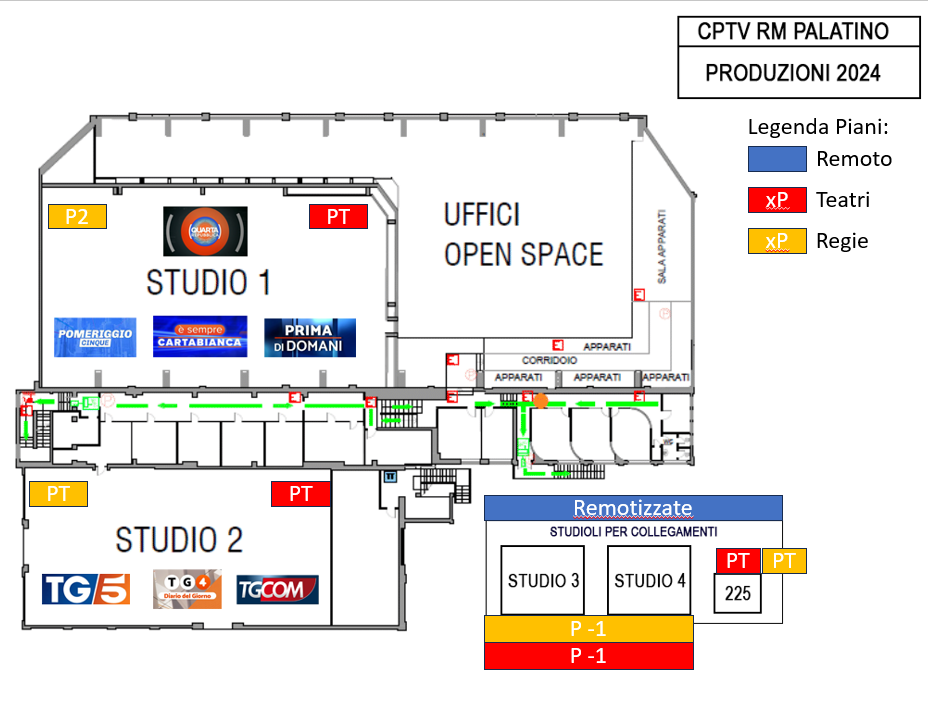 CPTV RM PALATINO
PRODUZIONI 2024
Legenda Piani:
Remoto
xP Teatri
xP Regie
P2
QUARTA
REPUBBLICA
PT
STUDIO 1
POMERIGGIO
CINQUE
è sempre
CARTABIANCA
PRIMA
DI DOMANI
UFFICI
OPEN SPACE
SALA APPARATI
APPARATI
CORRIDOIO
APPARATI
APPARATI
APPARATI
PT
PT
STUDIO 2
TG5
TG4
Diario del Giorno
TGCOM
Remotizzate
STUDIOLI PER COLLEGAMENTI
STUDIO 3
STUDIO 4
PT
PT
225
P -1
P -1